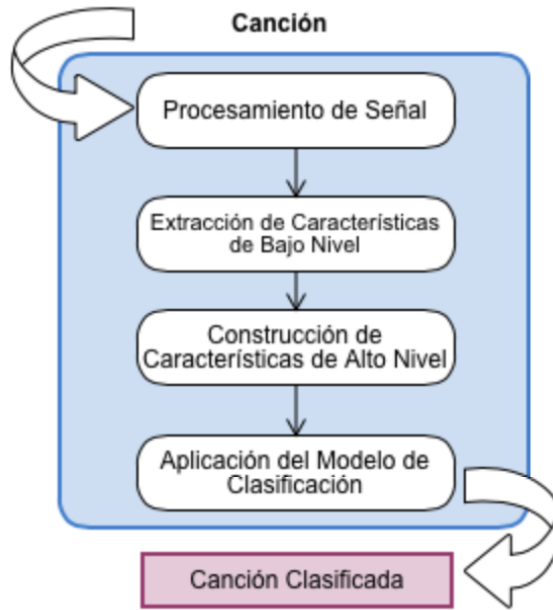 Canción
Procesamiento de Señal
Extracción de Características
de Bajo Nivel
Construcción de
Características de Alto Nivel
Aplicación del Modelo de
Clasificación
Canción Clasificada